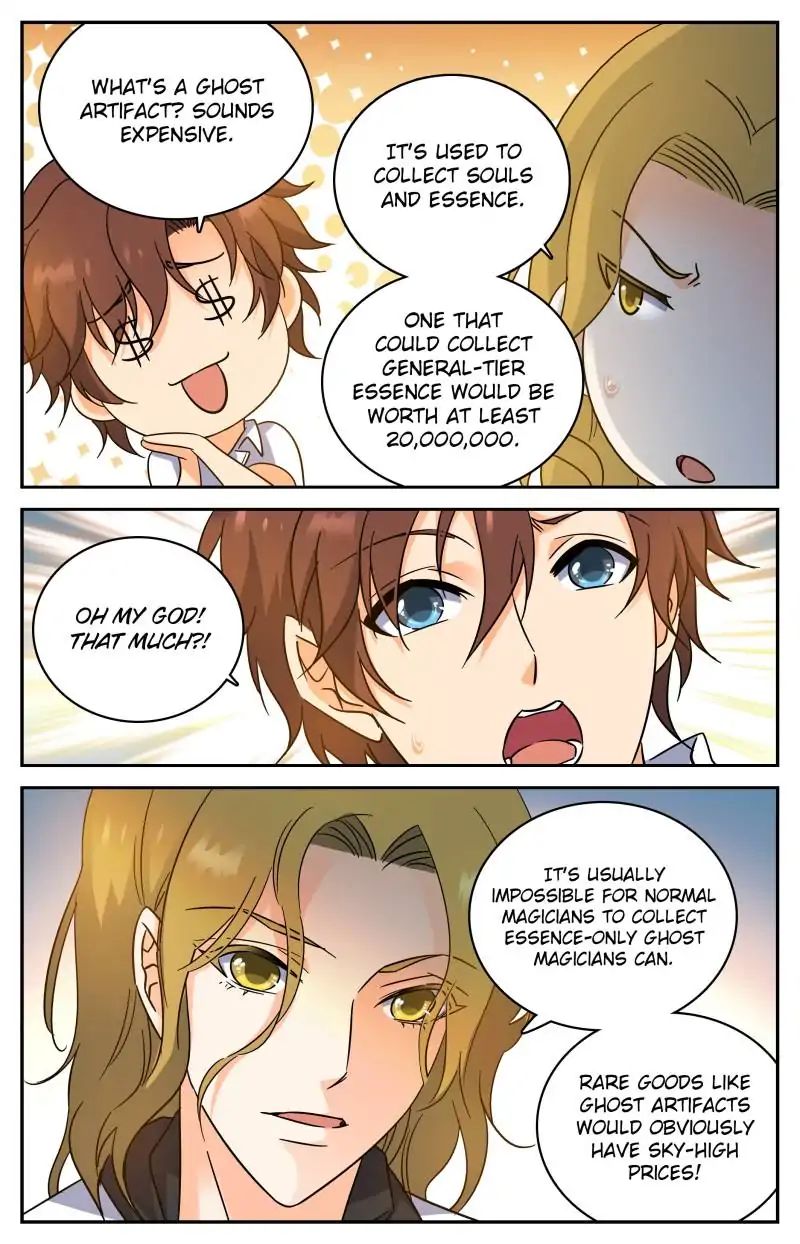 WHAT'S A GHOST
ARTIFACT? SOUNDS
EXPENSIVE.
IT'S USED TO
COLLECT SOULS
AND ESSENCE.
ONE THAT
COULD COLLECT
GENERAL-TIER
ESSENCE WOULD BE
WORTH AT LEAST
20,000,000.
$ $
OH MY GOD!
THAT MUCH?!
IT'S USUALLY
IMPOSSIBLE FOR NORMAL
MAGICIANS TO COLLECT
ESSENCE-ONLY GHOST
MAGICIANS CAN.
RARE GOODS LIKE
GHOST ARTIFACTS
WOULD OBVIOUSLY
HAVE SKY-HIGH
PRICES!